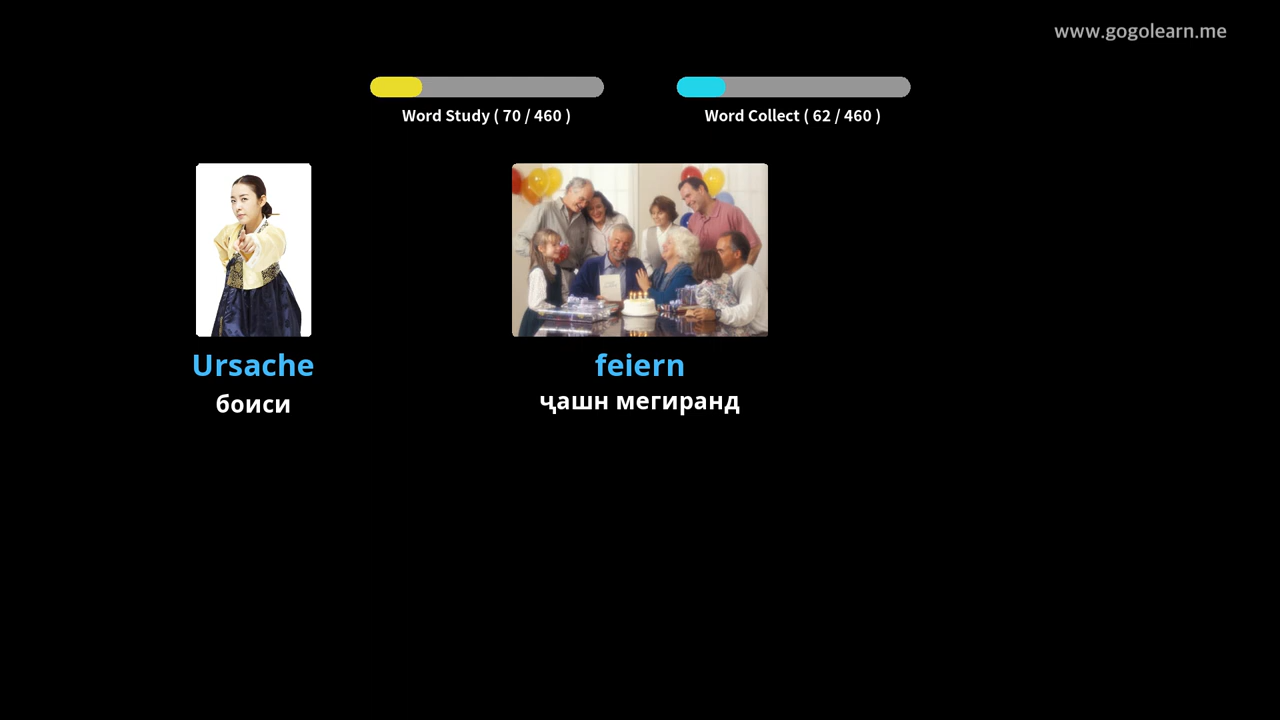 www.gogolearn.me
Word Study ( 70 / 460 )
Word Collect ( 62 / 460 )
Ursache
боиси
feiern
ҷашн мегиранд